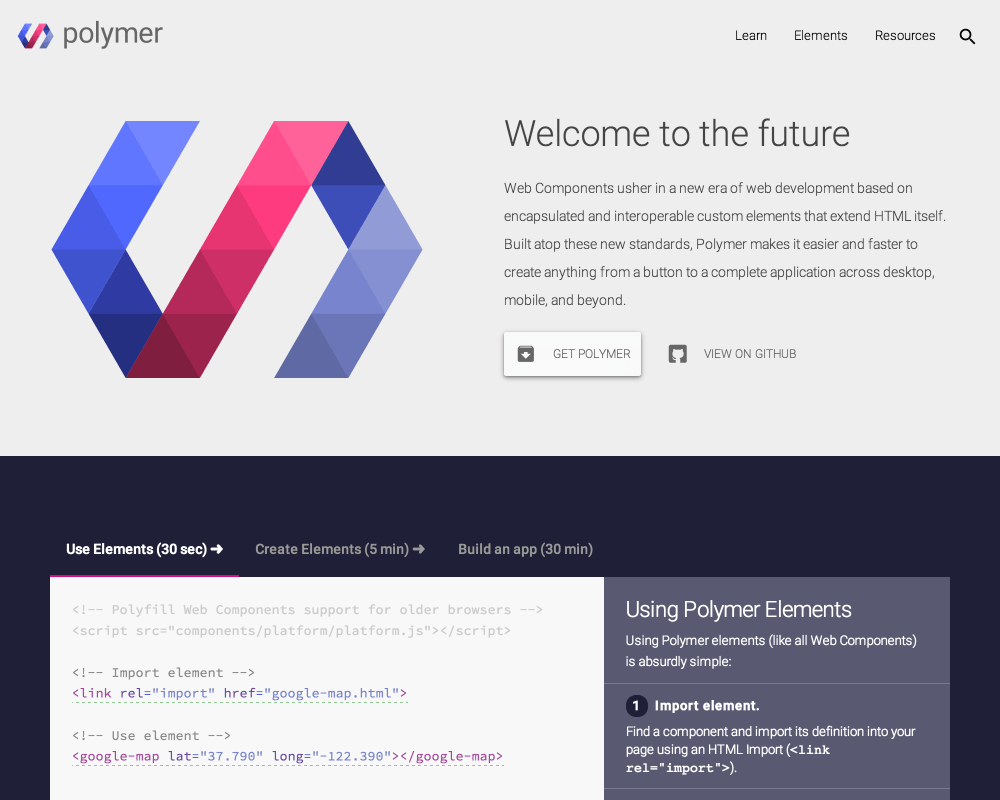 polymer
Learn Elements Resources
Welcome to the future
Web Components usher in a new era of web development based on
encapsulated and interoperable custom elements that extend HTML itself.
Built atop these new standards, Polymer makes it easier and faster to
create anything from a button to a complete application across desktop,
mobile, and beyond.
GET POLYMER VIEW ON GITHUB
Use Elements (30 sec) ➜ Create Elements (5 min) ➜ Build an app (30 min)
<!-- Polyfill Web Components support for older browsers -->
<script src="components/platform/platform.js"></script>
<!-- Import element -->
<link rel="import" href="google-map.html">
<!-- Use element -->
<google-map lat="37.790" long="-122.390"></google-map>
Using Polymer Elements
Using Polymer elements (like all Web Components)
is absurdly simple:
1 Import element.
Find a component and import its definition into your
page using an HTML Import (<link
rel="import">).